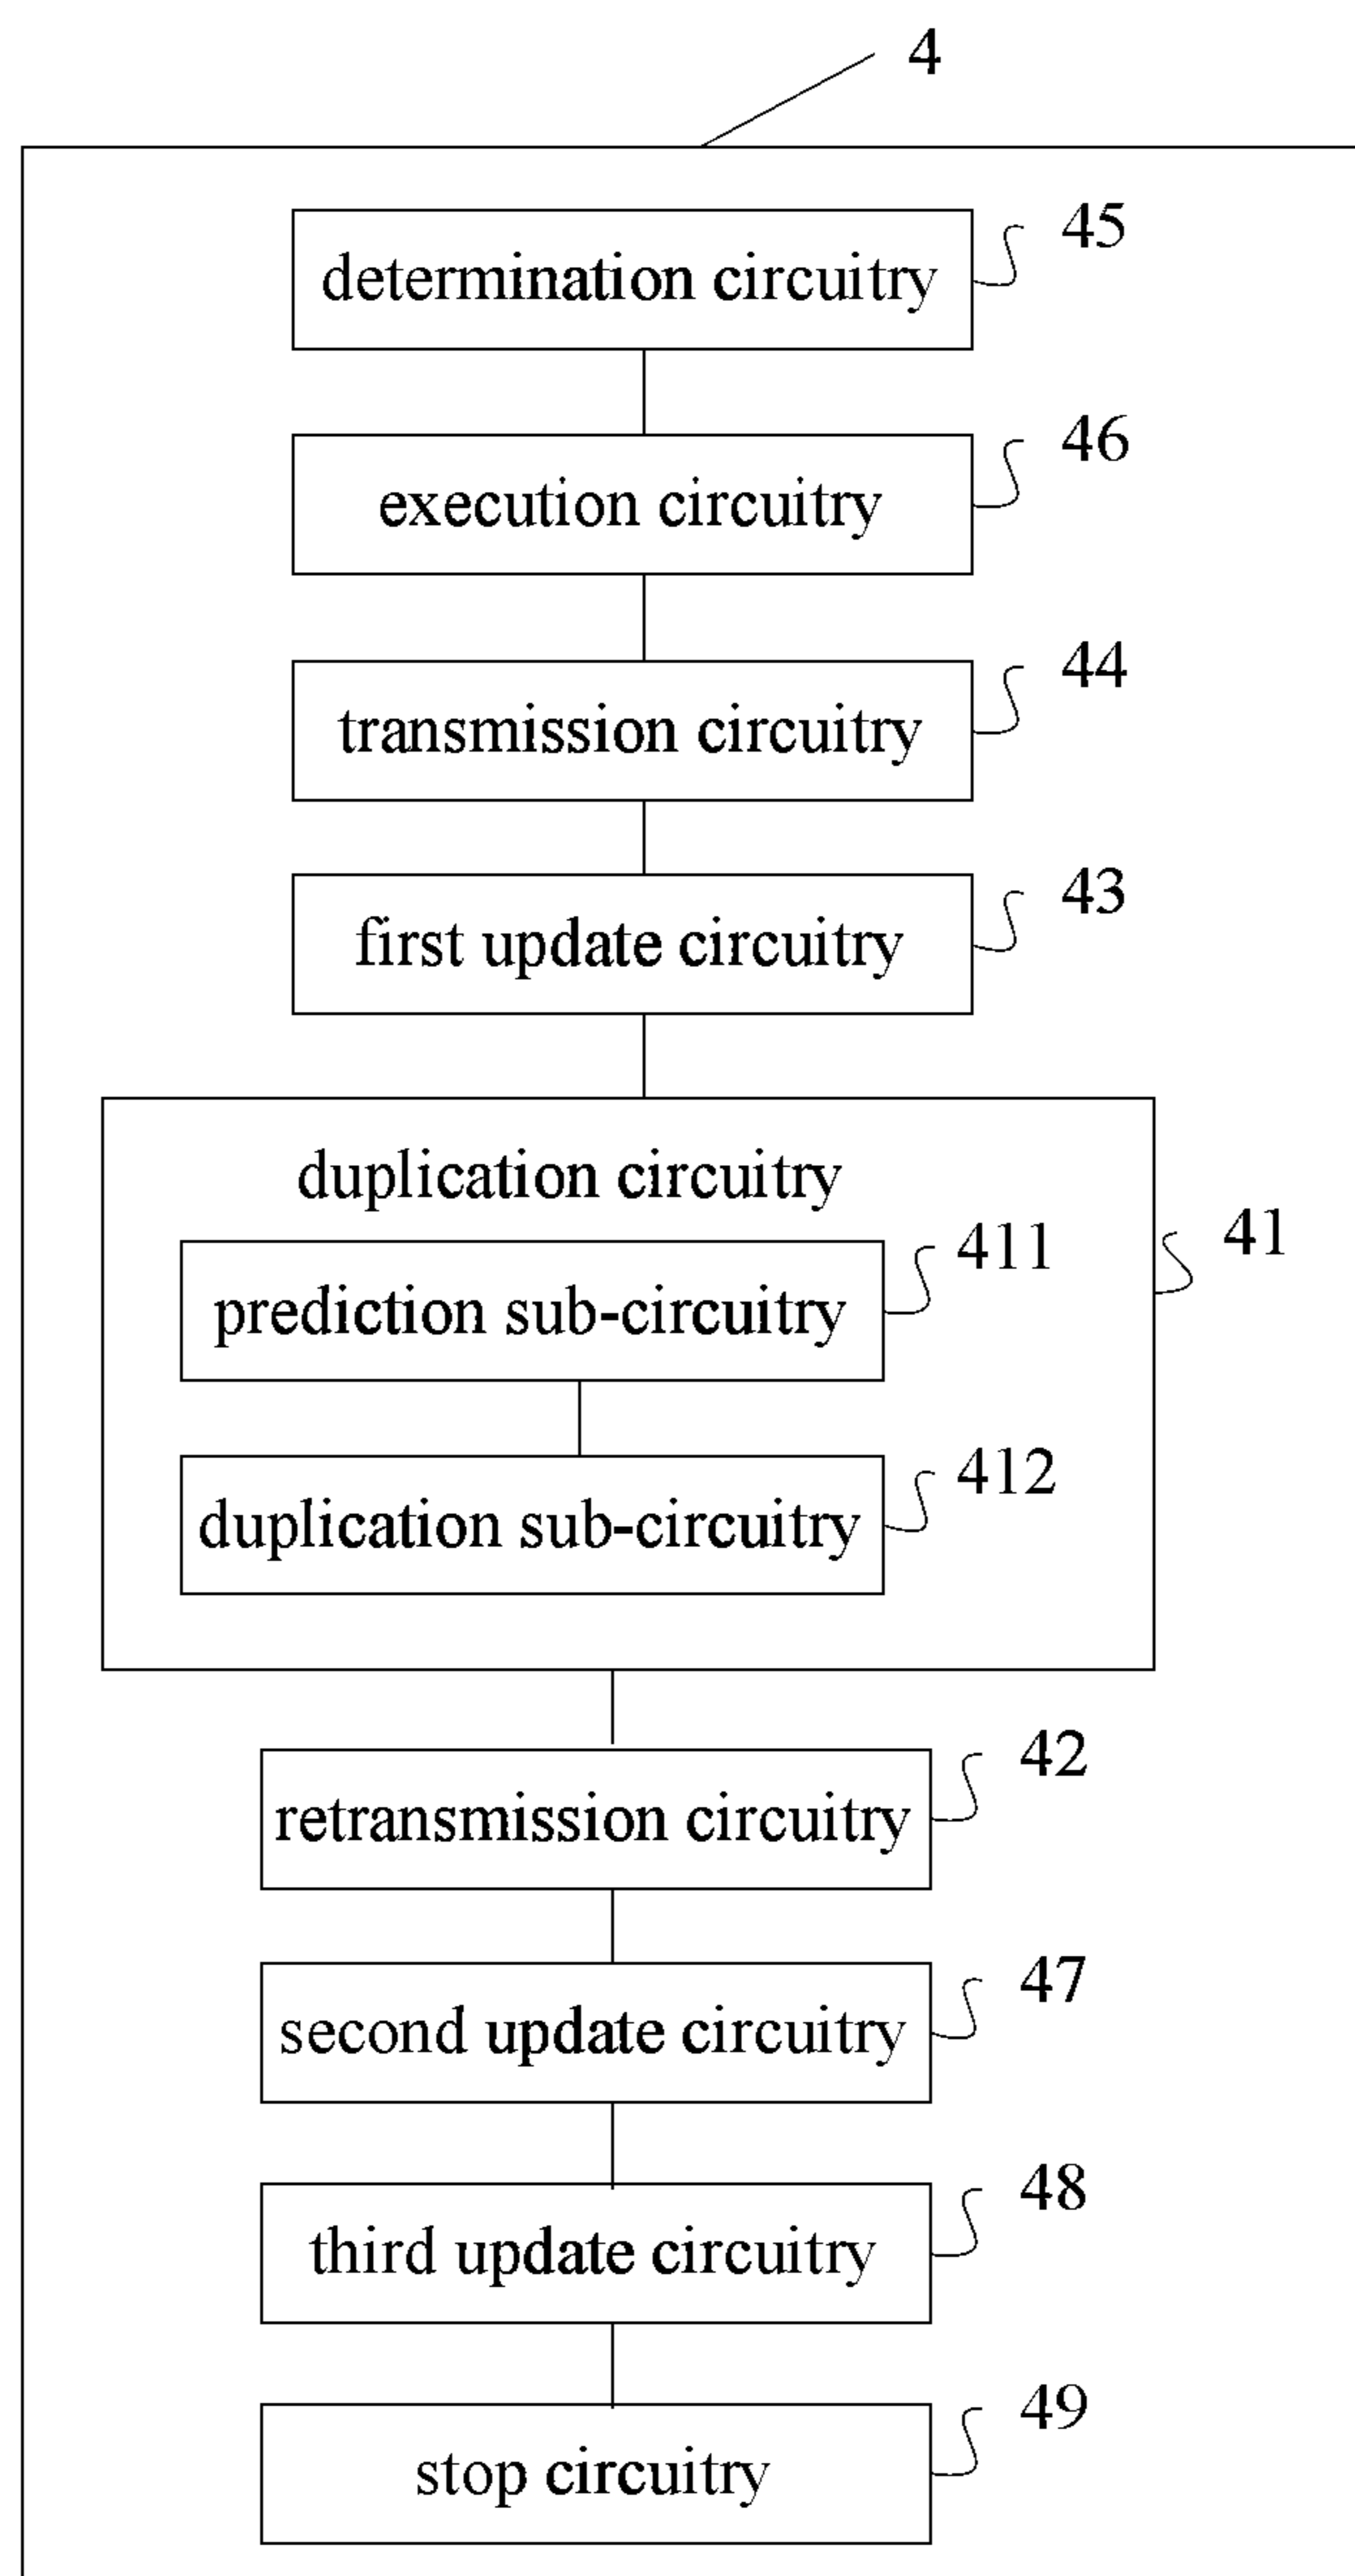 4
determination circuitry
45
execution circuitry
46
transmission circuitry
44
first update circuitry
43
duplication circuitry
41
prediction sub-circuitry
411
duplication sub-circuitry
412
retransmission circuitry
42
second update circuitry
47
third update circuitry
48
stop circuitry
49